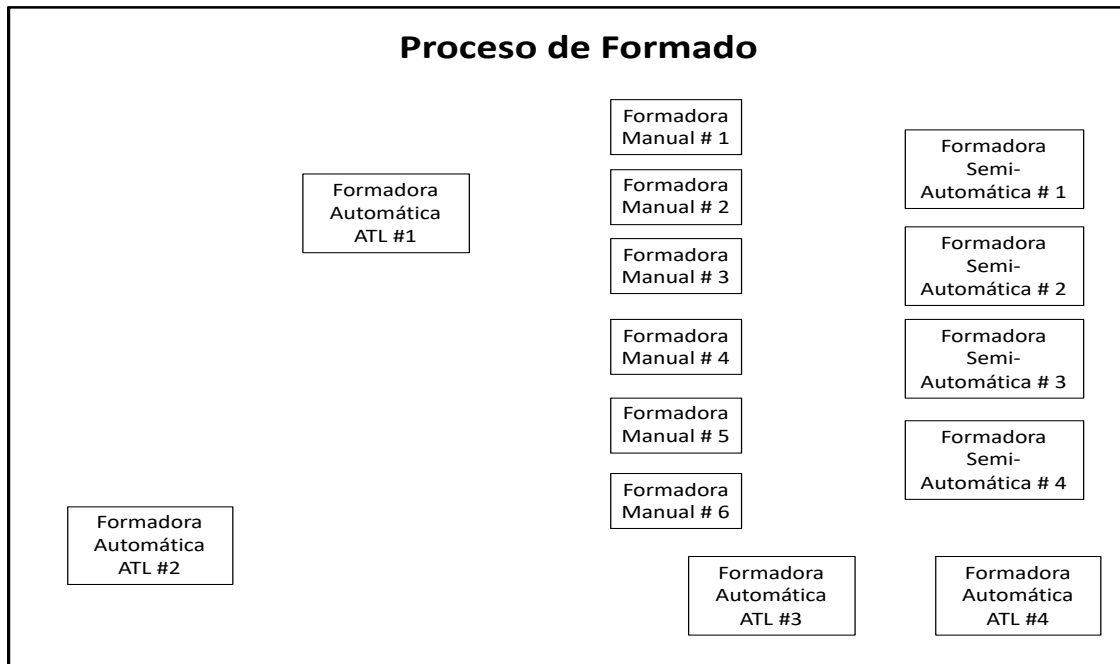 Proceso de Formado
Formadora
Automática
ATL #1
Formadora
Automática
ATL #2
Formadora
Manual # 1
Formadora
Manual # 2
Formadora
Manual # 3
Formadora
Manual # 4
Formadora
Manual # 5
Formadora
Manual # 6
Formadora
Semi-
Automática # 1
Formadora
Semi-
Automática # 2
Formadora
Semi-
Automática # 3
Formadora
Semi-
Automática # 4
Formadora
Automática
ATL #3
Formadora
Automática
ATL #4